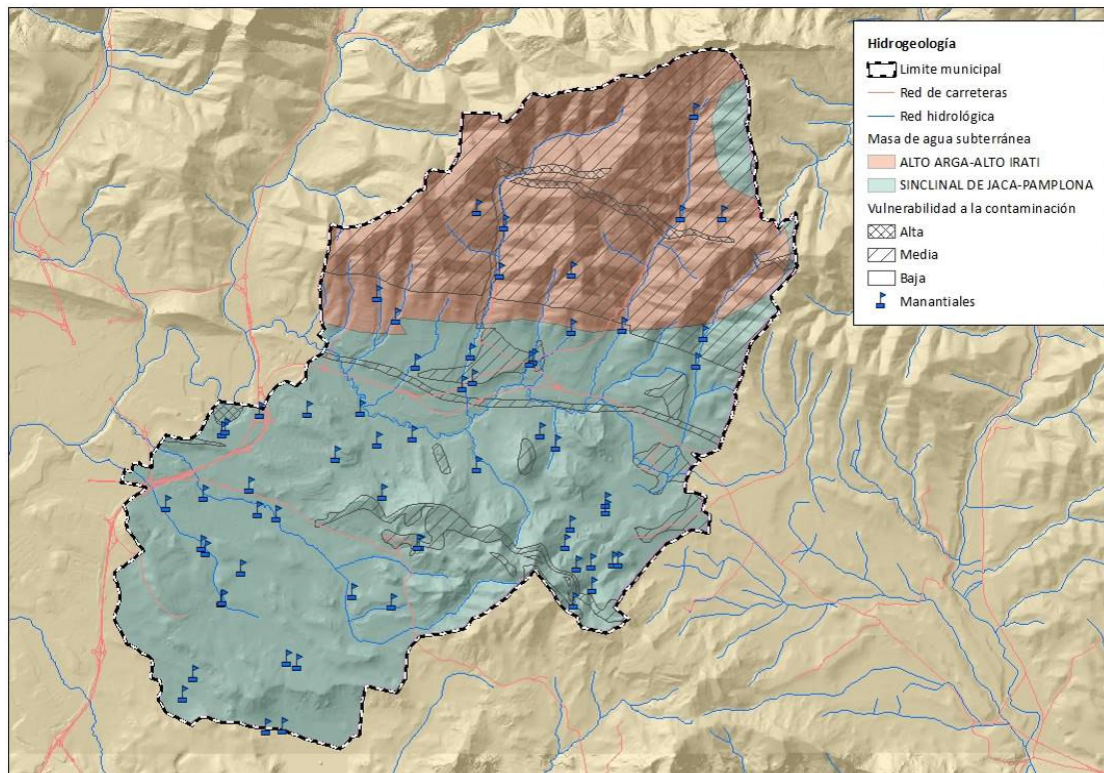 Hidrogeología
Limite municipal
Red de carreteras
Red hidrológica
Masa de agua subterránea
ALTO ARGA-ALTO IRATI
SINCLINAL DE JACA-PAMPLONA
Vulnerabilidad a la contaminación
Alta
Media
Baja
Manantiales